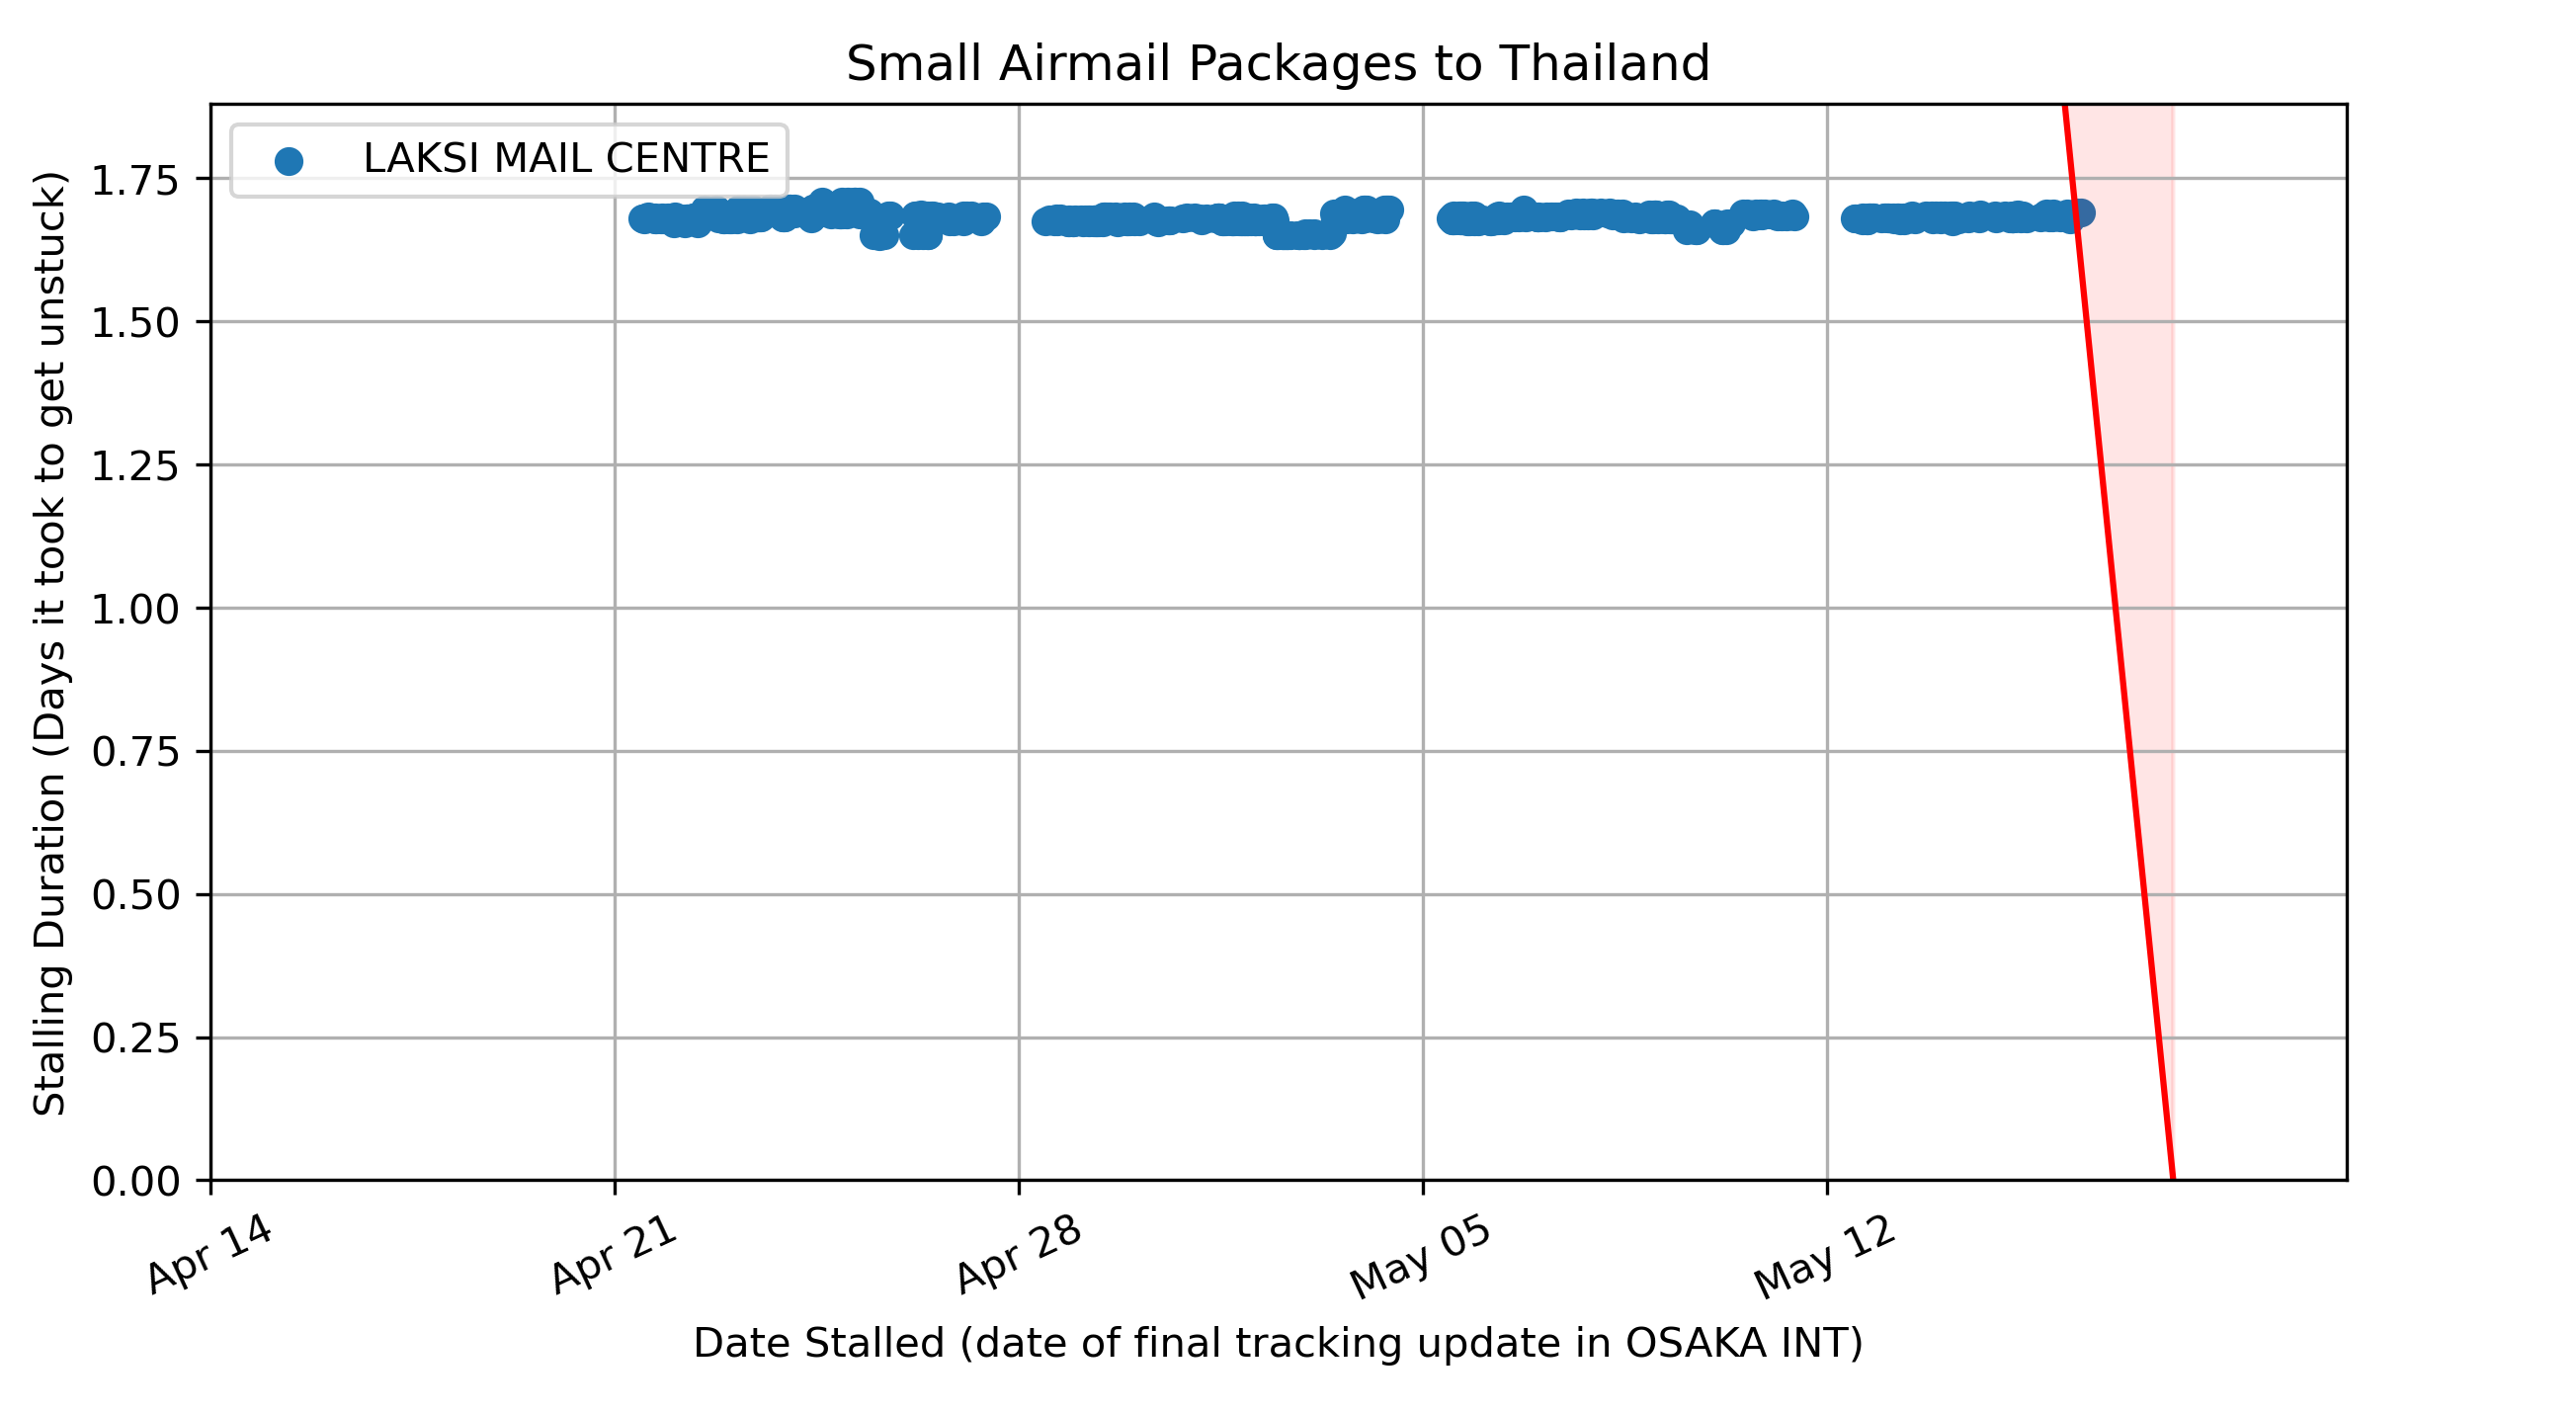 Small Airmail Packages to Thailand
LAKSI MAIL CENTRE
Stalling Duration (Days it took to get unstuck)
1.75
1.50
1.25
1.00
0.75
0.50
0.25
0.00
Apr 14
Apr 21
Apr 28
May 05
May 12
Date Stalled (date of final tracking update in OSAKA INT)